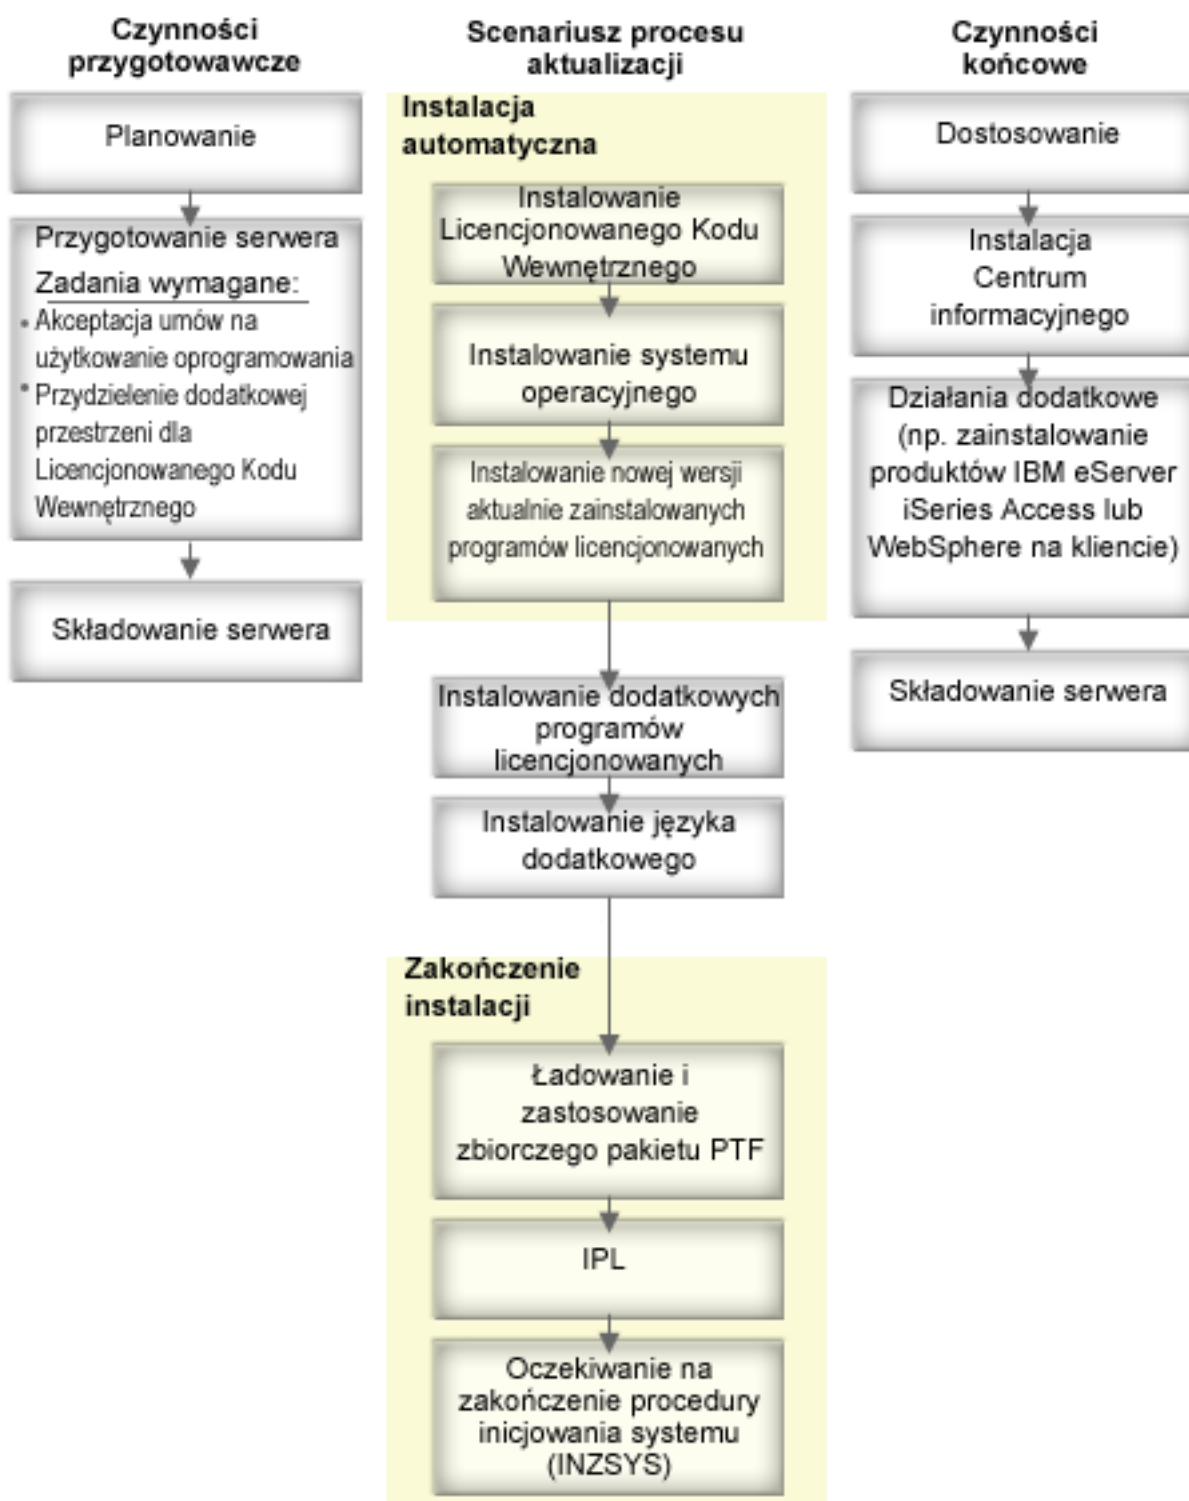 Czynności
przygotowawcze
Planowanie
Przygotowanie serwera
Zadania wymagane:
• Akceptacja umów na
użytkowanie oprogramowania
• Przydzielenie dodatkowej
przestrzeni dla
Licencjonowanego Kodu
Wewnętrznego
Składowanie serwera
Scenariusz procesu
aktualizacji
Instalacja
automatyczna
Instalowanie
Licencjonowanego Kodu
Wewnętrznego
Instalowanie systemu
operacyjnego
Instalowanie nowej wersji
aktualnie zainstalowanych
programów licencjonowanych
Instalowanie dodatkowych
programów
licencjonowanych
Instalowanie języka
dodatkowego
Zakończenie
instalacji
Ładowanie i
zastosowanie
zbiorczego pakietu PTF
IPL
Oczekiwanie na
zakończenie procedury
inicjowania systemu
(INZSYS)
Czynności
końcowe
Dostosowanie
Instalacja
Centrum
informacyjnego
Działania dodatkowe
(np. zainstalowanie
produktów IBM eServer
iSeries Access lub
WebSphere na kliencie)
Składowanie serwera